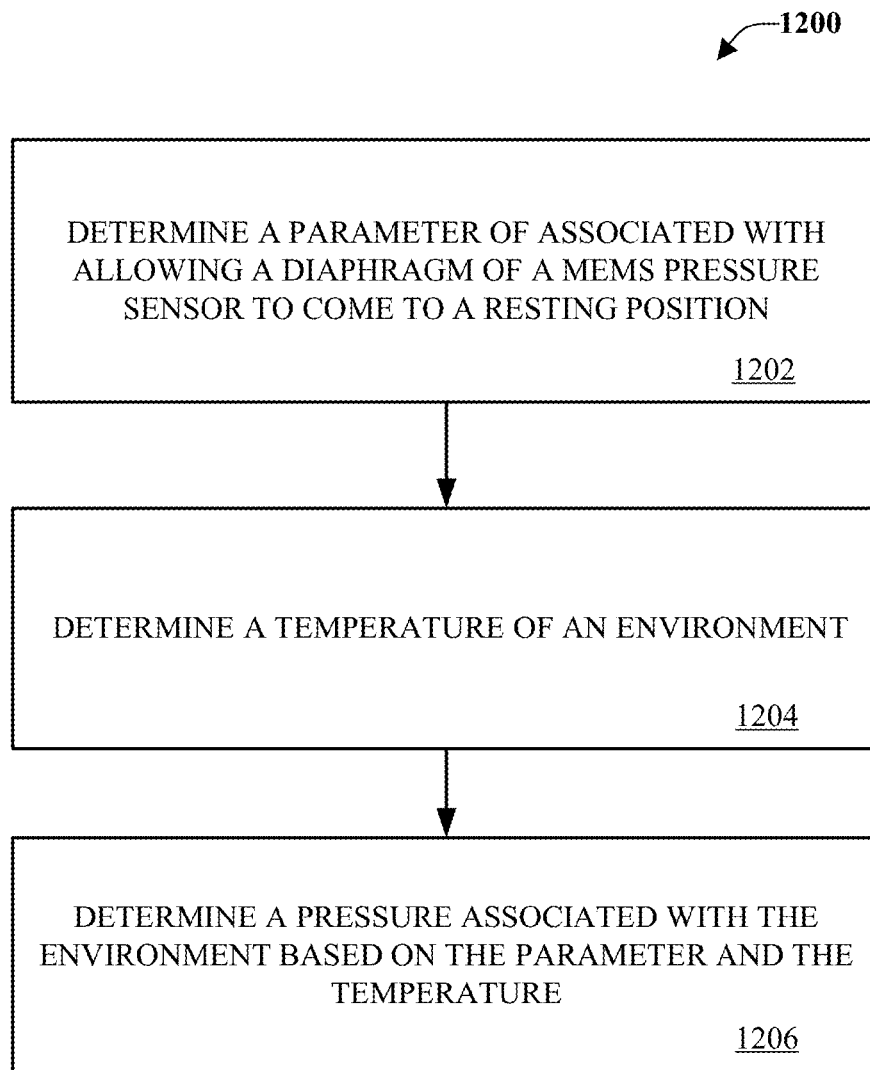 1200
DETERMINE A PARAMETER OF ASSOCIATED WITH
ALLOWING A DIAPHRAGM OF A MEMS PRESSURE
SENSOR TO COME TO A RESTING POSITION
1202
DETERMINE A TEMPERATURE OF AN ENVIRONMENT
1204
DETERMINE A PRESSURE ASSOCIATED WITH THE
ENVIRONMENT BASED ON THE PARAMETER AND THE
TEMPERATURE
1206